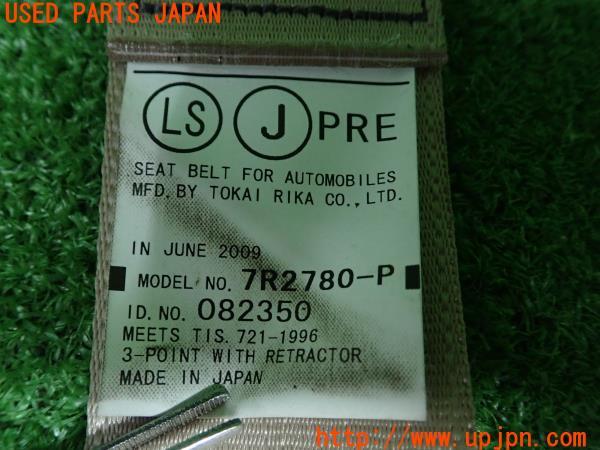 USED PARTS JAPAN
LS J PRE
SEAT BELT FOR AUTOMOBILES
MFD. BY TOKAI RIKA CO., LTD.
IN JUNE 2009
MODEL NO. 7R2780-P
ID. NO. 082350
MEETS TIS. 721-1996
3-POINT WITH RETRACTOR
MADE IN JAPAN
http://www.upjpn.com